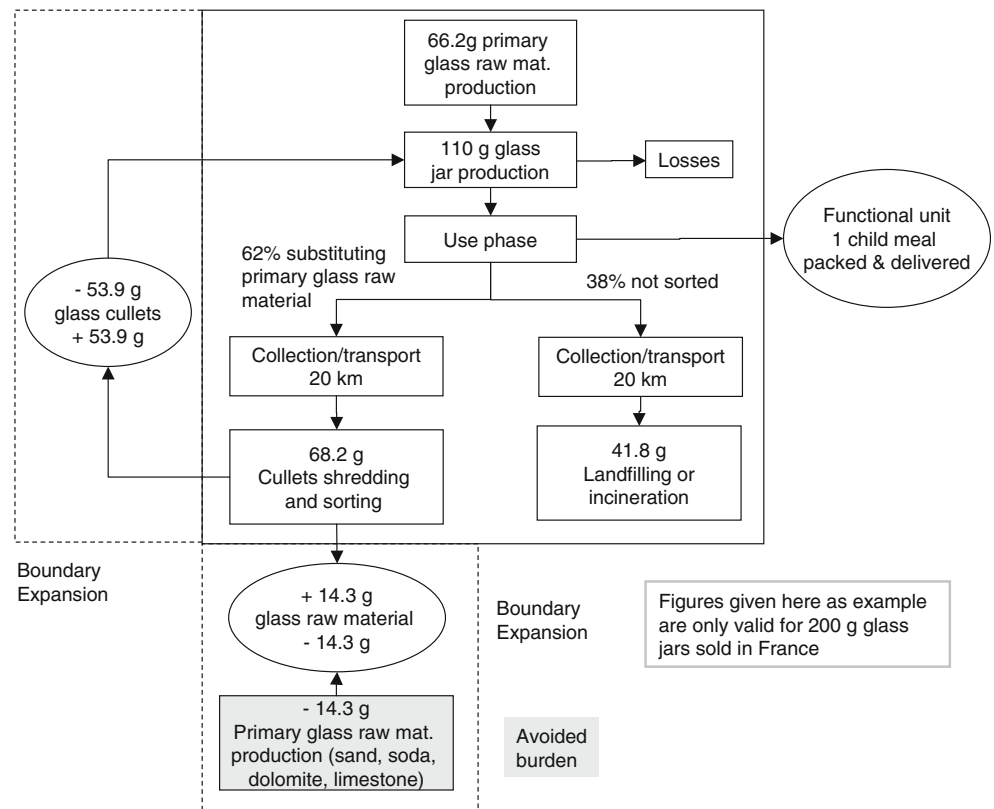 66.2g primary
glass raw mat.
production
110 g glass
jar production
Losses
Use phase
Functional unit
1 child meal
packed & delivered
62% substituting
primary glass raw
material
38% not sorted
- 53.9 g
glass cullets
+ 53.9 g
Collection/transport
20 km
Collection/transport
20 km
68.2 g
Cullets shredding
and sorting
41.8 g
Landfilling or
incineration
Boundary
Expansion
+ 14.3 g
glass raw material
- 14.3 g
Boundary
Expansion
Figures given here as example
are only valid for 200 g glass
jars sold in France
- 14.3 g
Primary glass raw mat.
production (sand, soda,
dolomite, limestone)
Avoided
burden